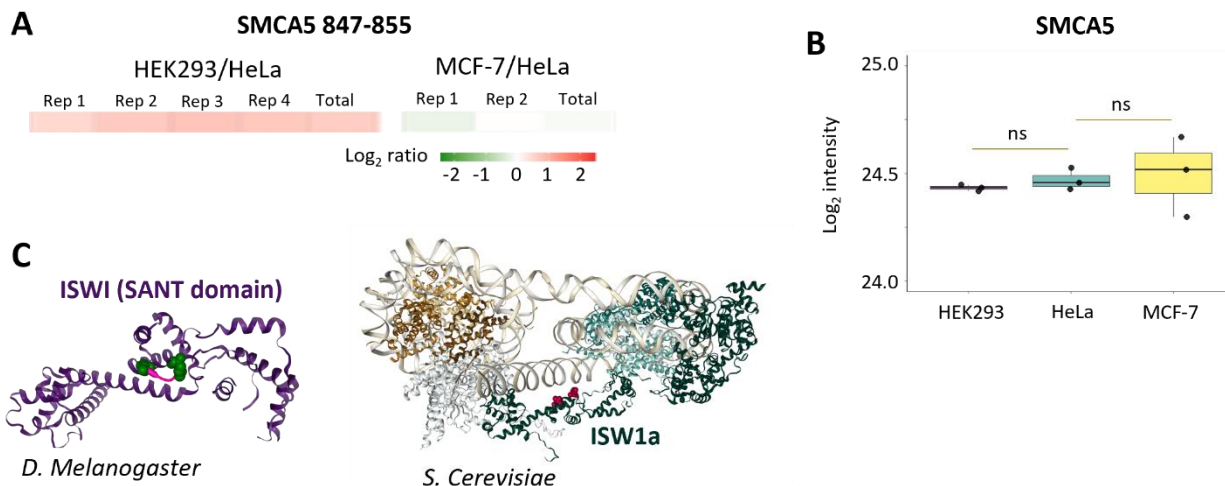 A
SMCA5 847-855
HEK293/HeLa
MCF-7/HeLa
Rep 1 Rep 2 Rep 3 Rep 4 Total
Rep 1 Rep 2 Total
Log2 ratio
-2 -1 0 1 2
B
SMCA5
25.0
24.5
24.0
Log2 intensity
ns
ns
HEK293 HeLa MCF-7
C
ISWI (SANT domain)
D. Melanogaster
ISW1a
S. Cerevisiae